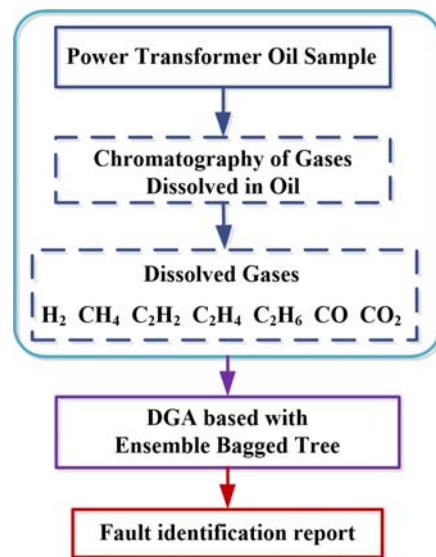 Power Transformer Oil Sample
Chromatography of Gases
Dissolved in Oil
Dissolved Gases
H₂ CH₄ C₂H₂ C₂H₄ C₂H₆ CO CO₂
DGA based with
Ensemble Bagged Tree
Fault identification report